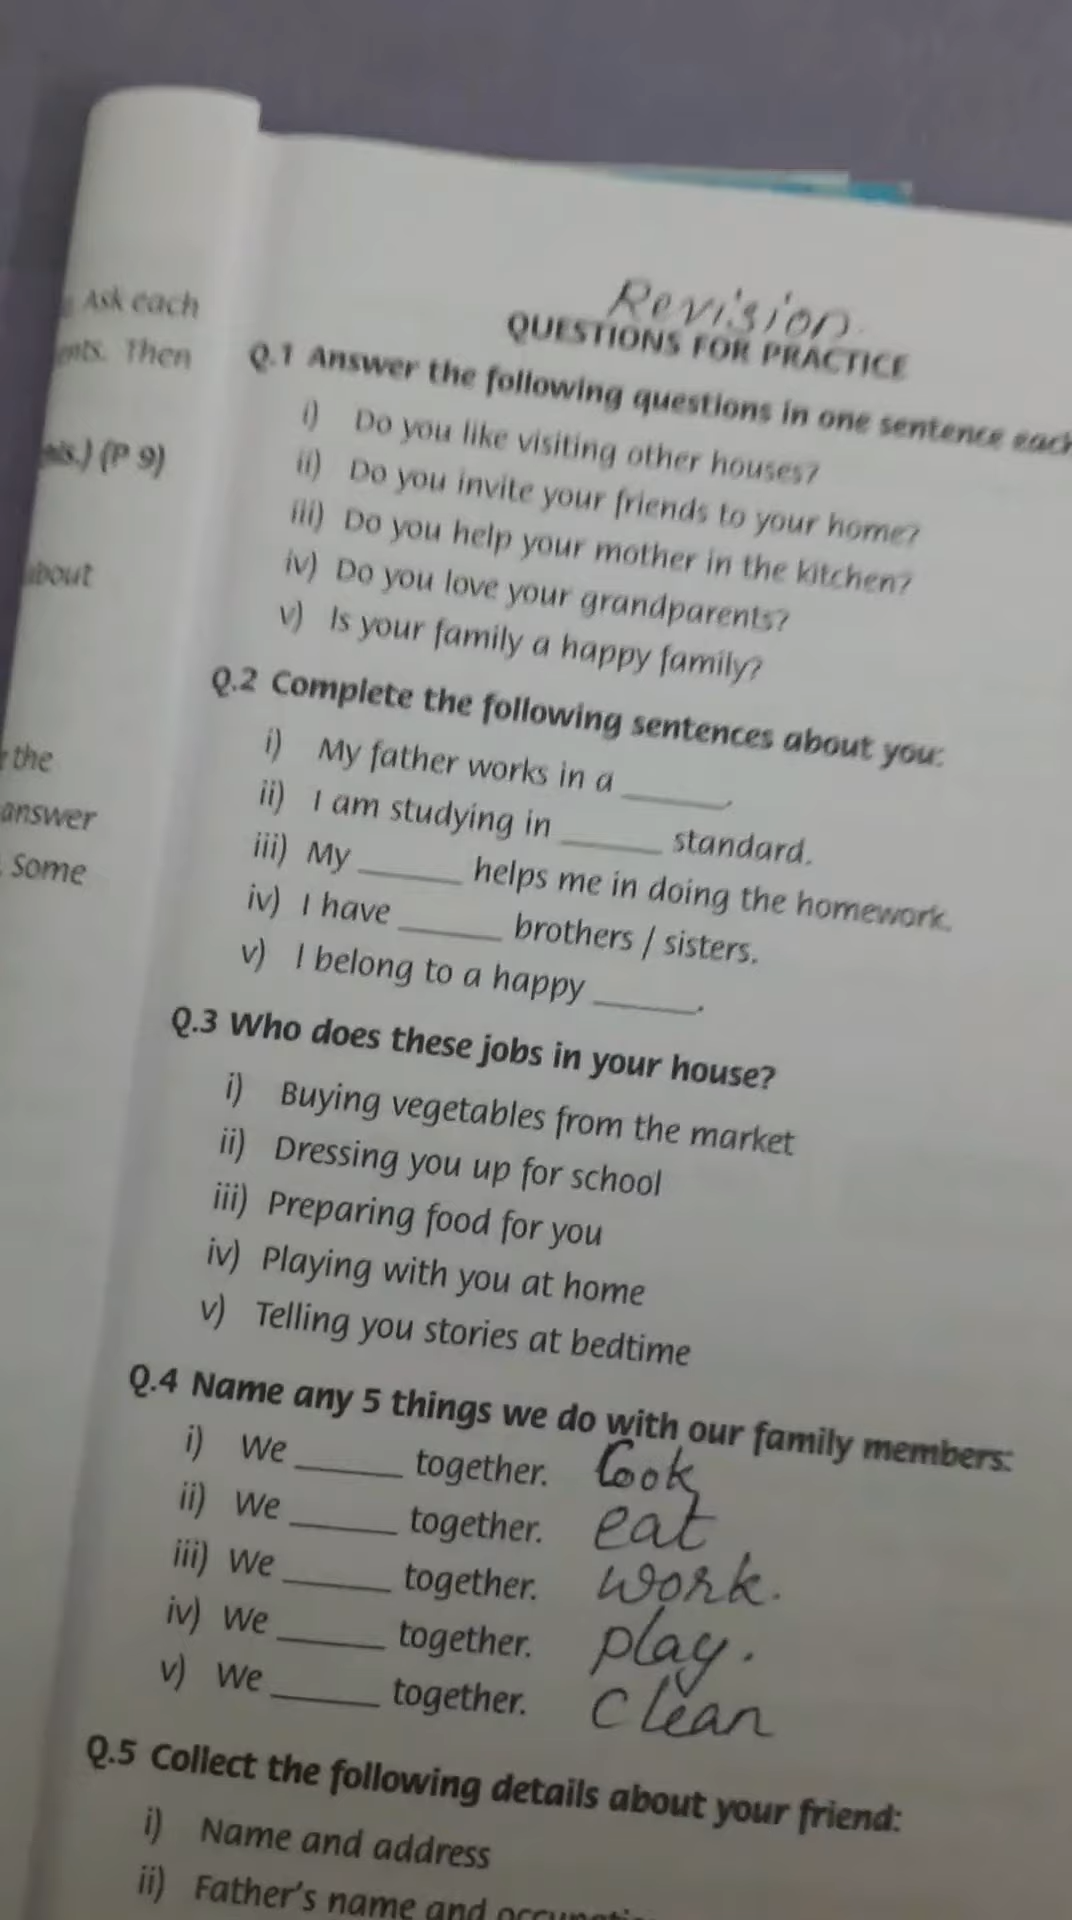 Ask each
Then
(P 9)
the
answer
Some
Revision
QUESTIONS FOR PRACTICE
Q.1 Answer the following questions in one sentence each
i) Do you like visiting other houses?
ii) Do you invite your friends to your home?
iii) Do you help your mother in the kitchen?
iv) Do you love your grandparents?
v) Is your family a happy family?
Q.2 Complete the following sentences about you:
i) My father works in a ______.
ii) I am studying in ______ standard.
iii) My ______ helps me in doing the homework.
iv) I have ______ brothers / sisters.
v) I belong to a happy ______.
Q.3 Who does these jobs in your house?
i) Buying vegetables from the market
ii) Dressing you up for school
iii) Preparing food for you
iv) Playing with you at home
v) Telling you stories at bedtime
Q.4 Name any 5 things we do with our family members:
i) We ______ together. Cook
ii) We ______ together. eat
iii) We ______ together. work.
iv) We ______ together. play.
v) We ______ together. Clean
Q.5 Collect the following details about your friend:
i) Name and address
ii) Father's name and